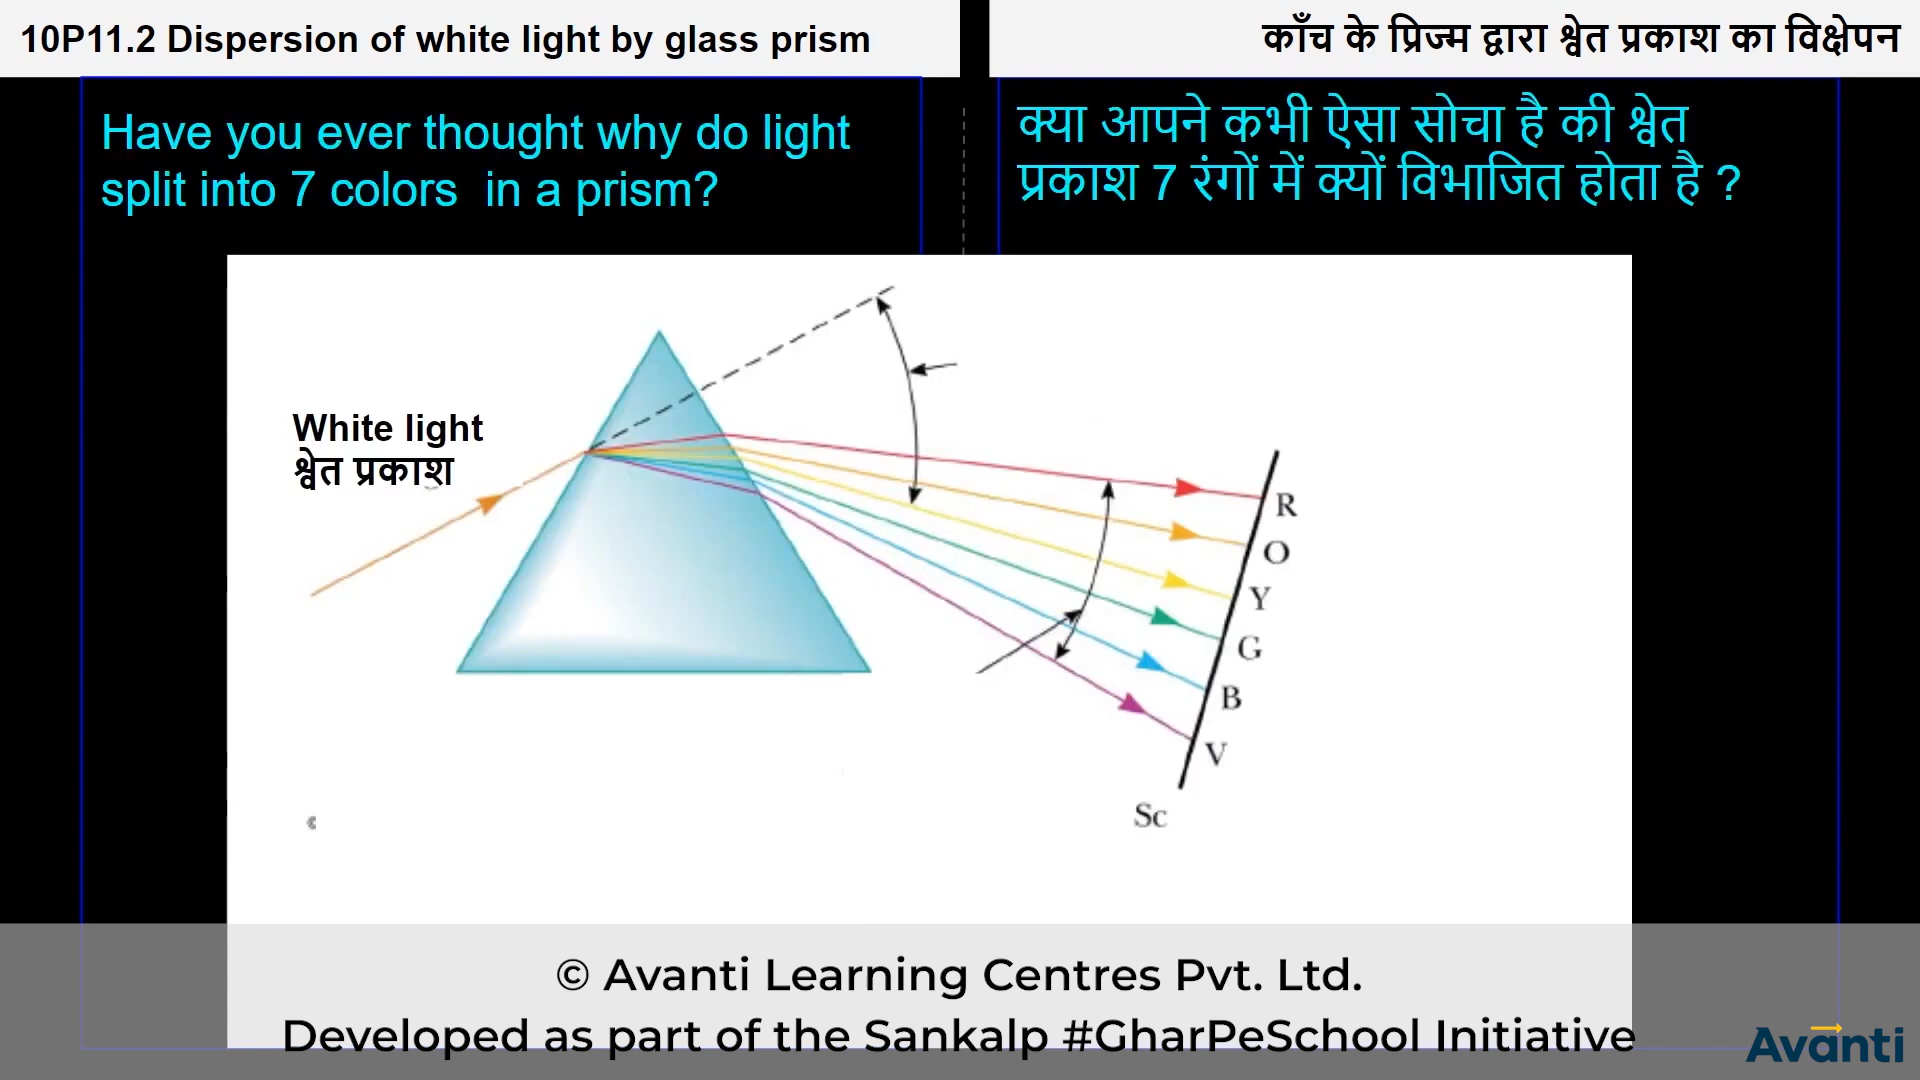 10P11.2 Dispersion of white light by glass prism
काँच के प्रिज्म द्वारा श्वेत प्रकाश का विक्षेपन
Have you ever thought why do light
split into 7 colors in a prism?
क्या आपने कभी ऐसा सोचा है की श्वेत
प्रकाश 7 रंगों में क्यों विभाजित होता है ?
White light
श्वेत प्रकाश
R
O
Y
G
B
V
Sc
© Avanti Learning Centres Pvt. Ltd.
Developed as part of the Sankalp #GharPeSchool Initiative
Avanti